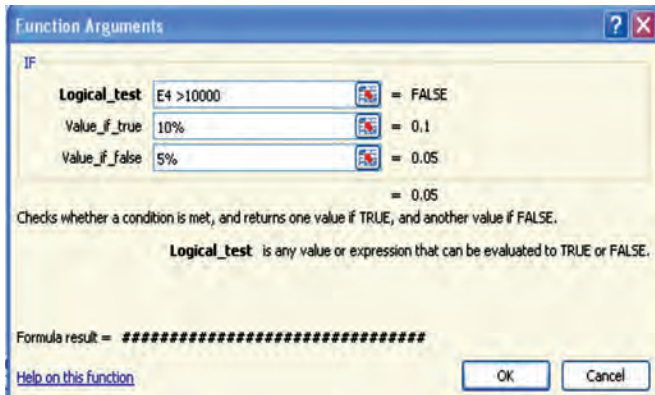 Function Arguments
IF
Logical_test E4 >10000 = FALSE
Value_if_true 10% = 0.1
Value_if_false 5% = 0.05
= 0.05
Checks whether a condition is met, and returns one value if TRUE, and another value if FALSE.
Logical_test is any value or expression that can be evaluated to TRUE or FALSE.
Formula result = ################################
Help on this function OK Cancel